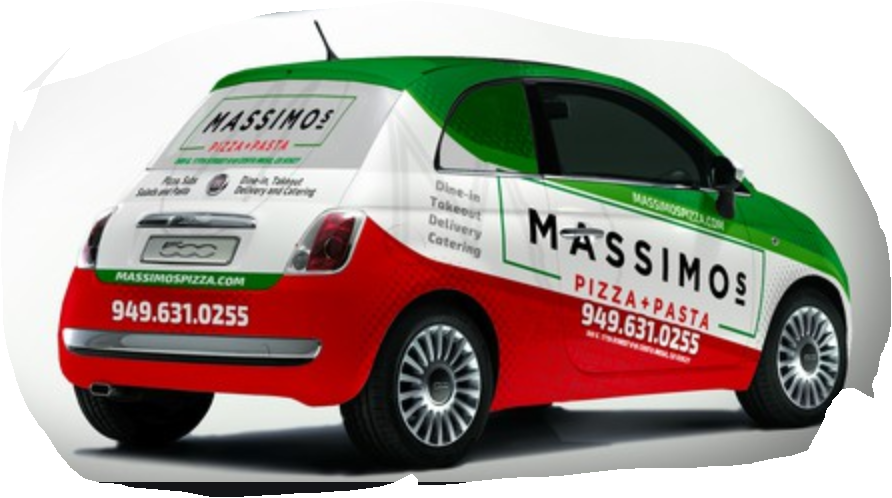 MASSIMOS
PIZZA+PASTA
Pizza, Subs
Salads and Pasta
Dine-in, Takeout
Delivery and Catering
500
MASSIMOSPIZZA.COM
949.631.0255
Dine-in
Takeout
Delivery
Catering
MASSIMOSPIZZA.COM
MASSIMOS
PIZZA+PASTA
949.631.0255